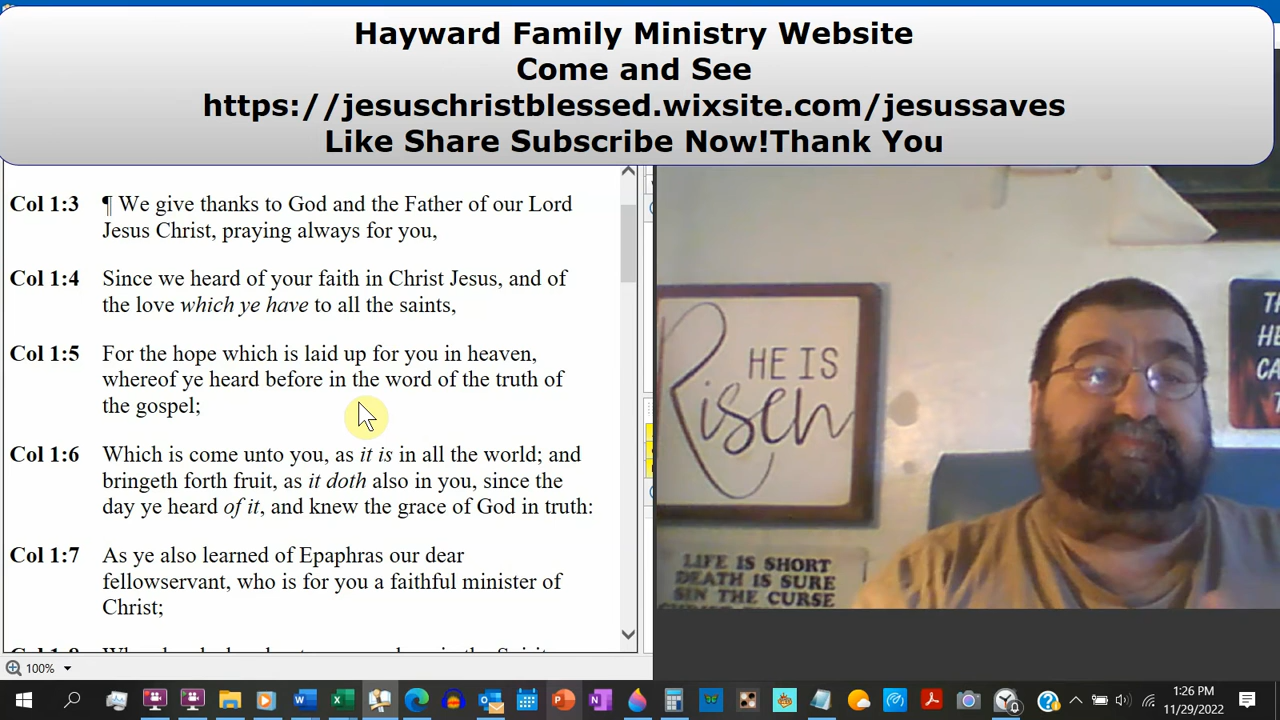 Hayward Family Ministry Website
Come and See
https://jesuschristblessed.wixsite.com/jesussaves
Like Share Subscribe Now!Thank You
Col 1:3 ¶ We give thanks to God and the Father of our Lord
Jesus Christ, praying always for you,
Col 1:4 Since we heard of your faith in Christ Jesus, and of
the love which ye have to all the saints,
Col 1:5 For the hope which is laid up for you in heaven,
whereof ye heard before in the word of the truth of
the gospel;
Col 1:6 Which is come unto you, as it is in all the world; and
bringeth forth fruit, as it doth also in you, since the
day ye heard of it, and knew the grace of God in truth:
Col 1:7 As ye also learned of Epaphras our dear
fellowservant, who is for you a faithful minister of
Christ;
HE IS
Risen
LIFE IS SHORT
DEATH IS SURE
SIN THE CURSE
100%
1:26 PM
11/29/2022